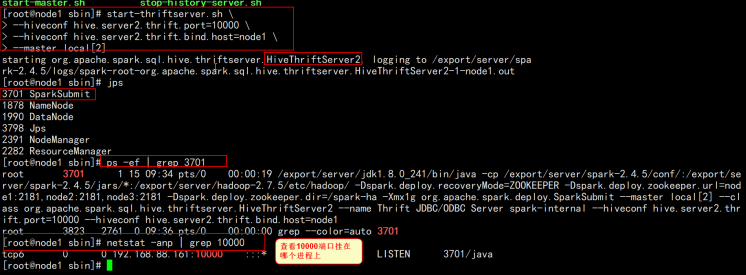 start-master.sh stop-history-server.sh
[root@node1 sbin]# start-thriftserver.sh \
> --hiveconf hive.server2.thrift.port=10000 \
> --hiveconf hive.server2.thrift.bind.host=node1 \
> --master local[2]
starting org.apache.spark.sql.hive.thriftserver.HiveThriftServer2, logging to /export/server/spa
rk-2.4.5/logs/spark-root-org.apache.spark.sql.hive.thriftserver.HiveThriftServer2-1-node1.out
[root@node1 sbin]# jps
3701 SparkSubmit
1878 NameNode
1990 DataNode
3798 Jps
2391 NodeManager
2282 ResourceManager
[root@node1 sbin]# ps -ef | grep 3701
root 3701 1 15 09:34 pts/0 00:00:19 /export/server/jdk1.8.0_241/bin/java -cp /export/server/spark-2.4.5/conf/:/export/se
rver/spark-2.4.5/jars/*:/export/server/hadoop-2.7.5/etc/hadoop/ -Dspark.deploy.recoveryMode=ZOOKEEPER -Dspark.deploy.zookeeper.url=nod
e1:2181,node2:2181,node3:2181 -Dspark.deploy.zookeeper.dir=/spark-ha -Xmx1g org.apache.spark.deploy.SparkSubmit --master local[2] --cl
ass org.apache.spark.sql.hive.thriftserver.HiveThriftServer2 --name Thrift JDBC/ODBC Server spark-internal --hiveconf hive.server2.thr
ift.port=10000 --hiveconf hive.server2.thrift.bind.host=node1
root 3823 2761 0 09:36 pts/0 00:00:00 grep --color=auto 3701
[root@node1 sbin]# netstat -anp | grep 10000
tcp6 0 0 192.168.88.161:10000 :::* LISTEN 3701/java
[root@node1 sbin]#
查看10000端口挂在
哪个进程上